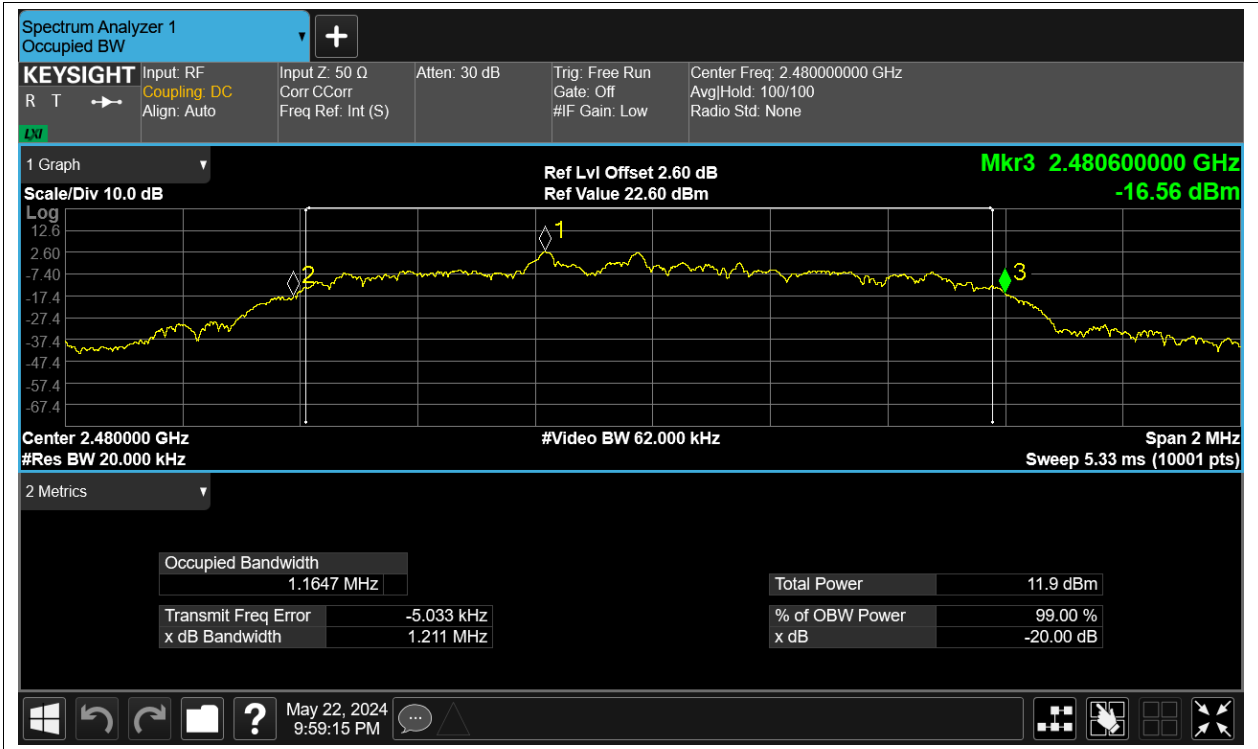 Spectrum Analyzer 1
Occupied BW
KEYSIGHT
R T
LXI
Input: RF
Coupling: DC
Align: Auto
Input Z: 50 Ω
Corr CCorr
Freq Ref: Int (S)
Atten: 30 dB
Trig: Free Run
Gate: Off
#IF Gain: Low
Center Freq: 2.480000000 GHz
Avg|Hold: 100/100
Radio Std: None
1 Graph
Scale/Div 10.0 dB
Ref Lvl Offset 2.60 dB
Ref Value 22.60 dBm
Mkr3 2.480600000 GHz
-16.56 dBm
Log
12.6
2.60
-7.40
-17.4
-27.4
-37.4
-47.4
-57.4
-67.4
1
2
3
Center 2.480000 GHz
#Res BW 20.000 kHz
#Video BW 62.000 kHz
Span 2 MHz
Sweep 5.33 ms (10001 pts)
2 Metrics
Occupied Bandwidth
1.1647 MHz
Transmit Freq Error -5.033 kHz
x dB Bandwidth 1.211 MHz
Total Power 11.9 dBm
% of OBW Power 99.00 %
x dB -20.00 dB
May 22, 2024
9:59:15 PM